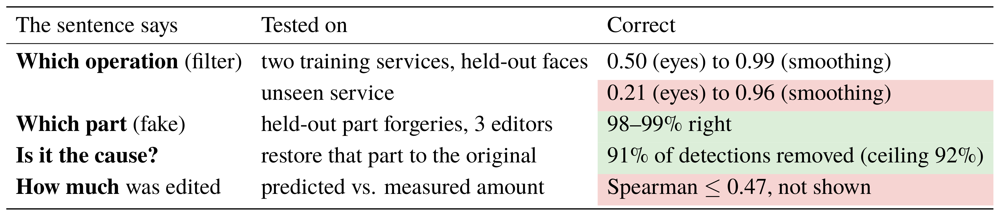 The sentence says Tested on Correct
Which operation (filter) two training services, held-out faces 0.50 (eyes) to 0.99 (smoothing)
unseen service 0.21 (eyes) to 0.96 (smoothing)
Which part (fake) held-out part forgeries, 3 editors 98–99% right
Is it the cause? restore that part to the original 91% of detections removed (ceiling 92%)
How much was edited predicted vs. measured amount Spearman ≤ 0.47, not shown